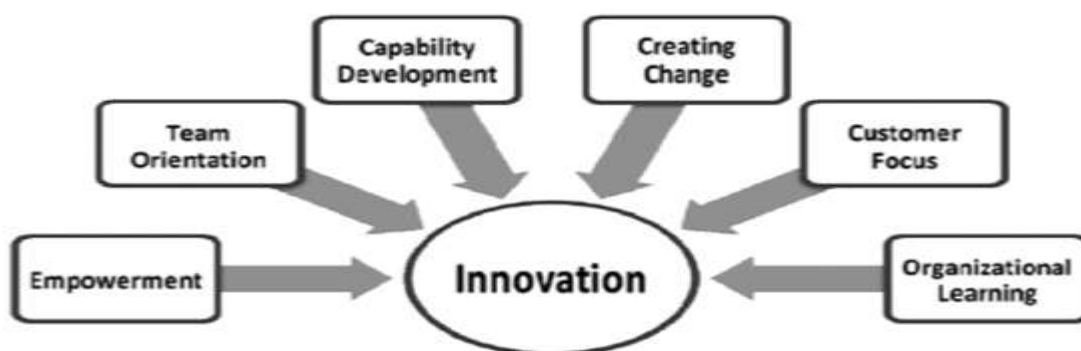 Capability
Development
Creating
Change
Team
Orientation
Customer
Focus
Empowerment
Innovation
Organizational
Learning